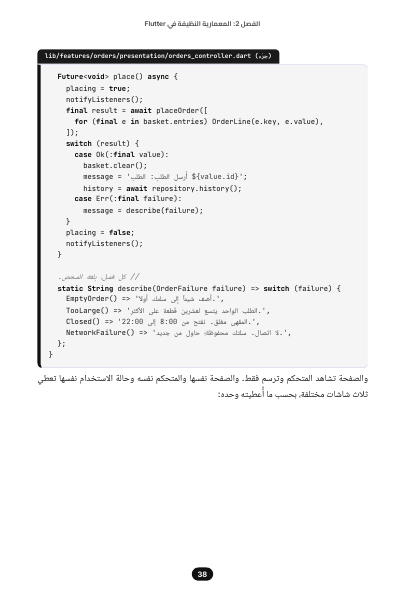 الفصل 2: المعمارية النظيفة في Flutter
lib/features/orders/presentation/orders_controller.dart (جزء)
Future<void> place() async {
placing = true;
notifyListeners();
final result = await placeOrder([
for (final e in basket.entries) OrderLine(e.key, e.value),
]);
switch (result) {
case Ok(:final value):
basket.clear();
message = 'أُرسل الطلب: الطلب ${value.id}';
history = await repository.history();
case Err(:final failure):
message = describe(failure);
}
placing = false;
notifyListeners();
}
// كل فشل، بلغة المحمص.
static String describe(OrderFailure failure) => switch (failure) {
EmptyOrder() => 'أضف شيئاً إلى سلتك أولاً.',
TooLarge() => 'الطلب الواحد يتسع لعشرين قطعة على الأكثر.',
Closed() => 'المقهى مغلق. نفتح من 8:00 إلى 22:00.',
NetworkFailure() => 'لا اتصال. سلتك محفوظة؛ حاول من جديد.',
};
}
والصفحة تشاهد المتحكم وترسم فقط. والصفحة نفسها والمتحكم نفسه وحالة الاستخدام نفسها تعطي
ثلاث شاشات مختلفة، بحسب ما أُعطيته وحده:
38